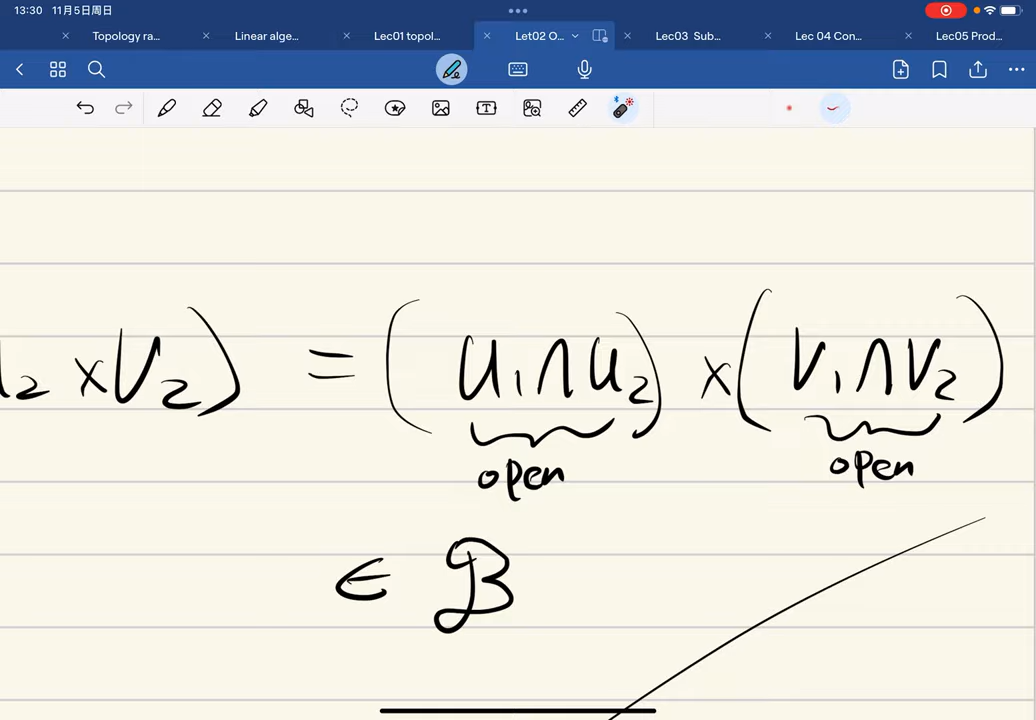 13:30 11月5日周日
Topology ra... Linear alge... Lec01 topol... Let02 O... Lec03 Sub... Lec 04 Con... Lec05 Prod...
2 × V₂) = (U₁∩U₂) × (V₁∩V₂)
open open
∈ B